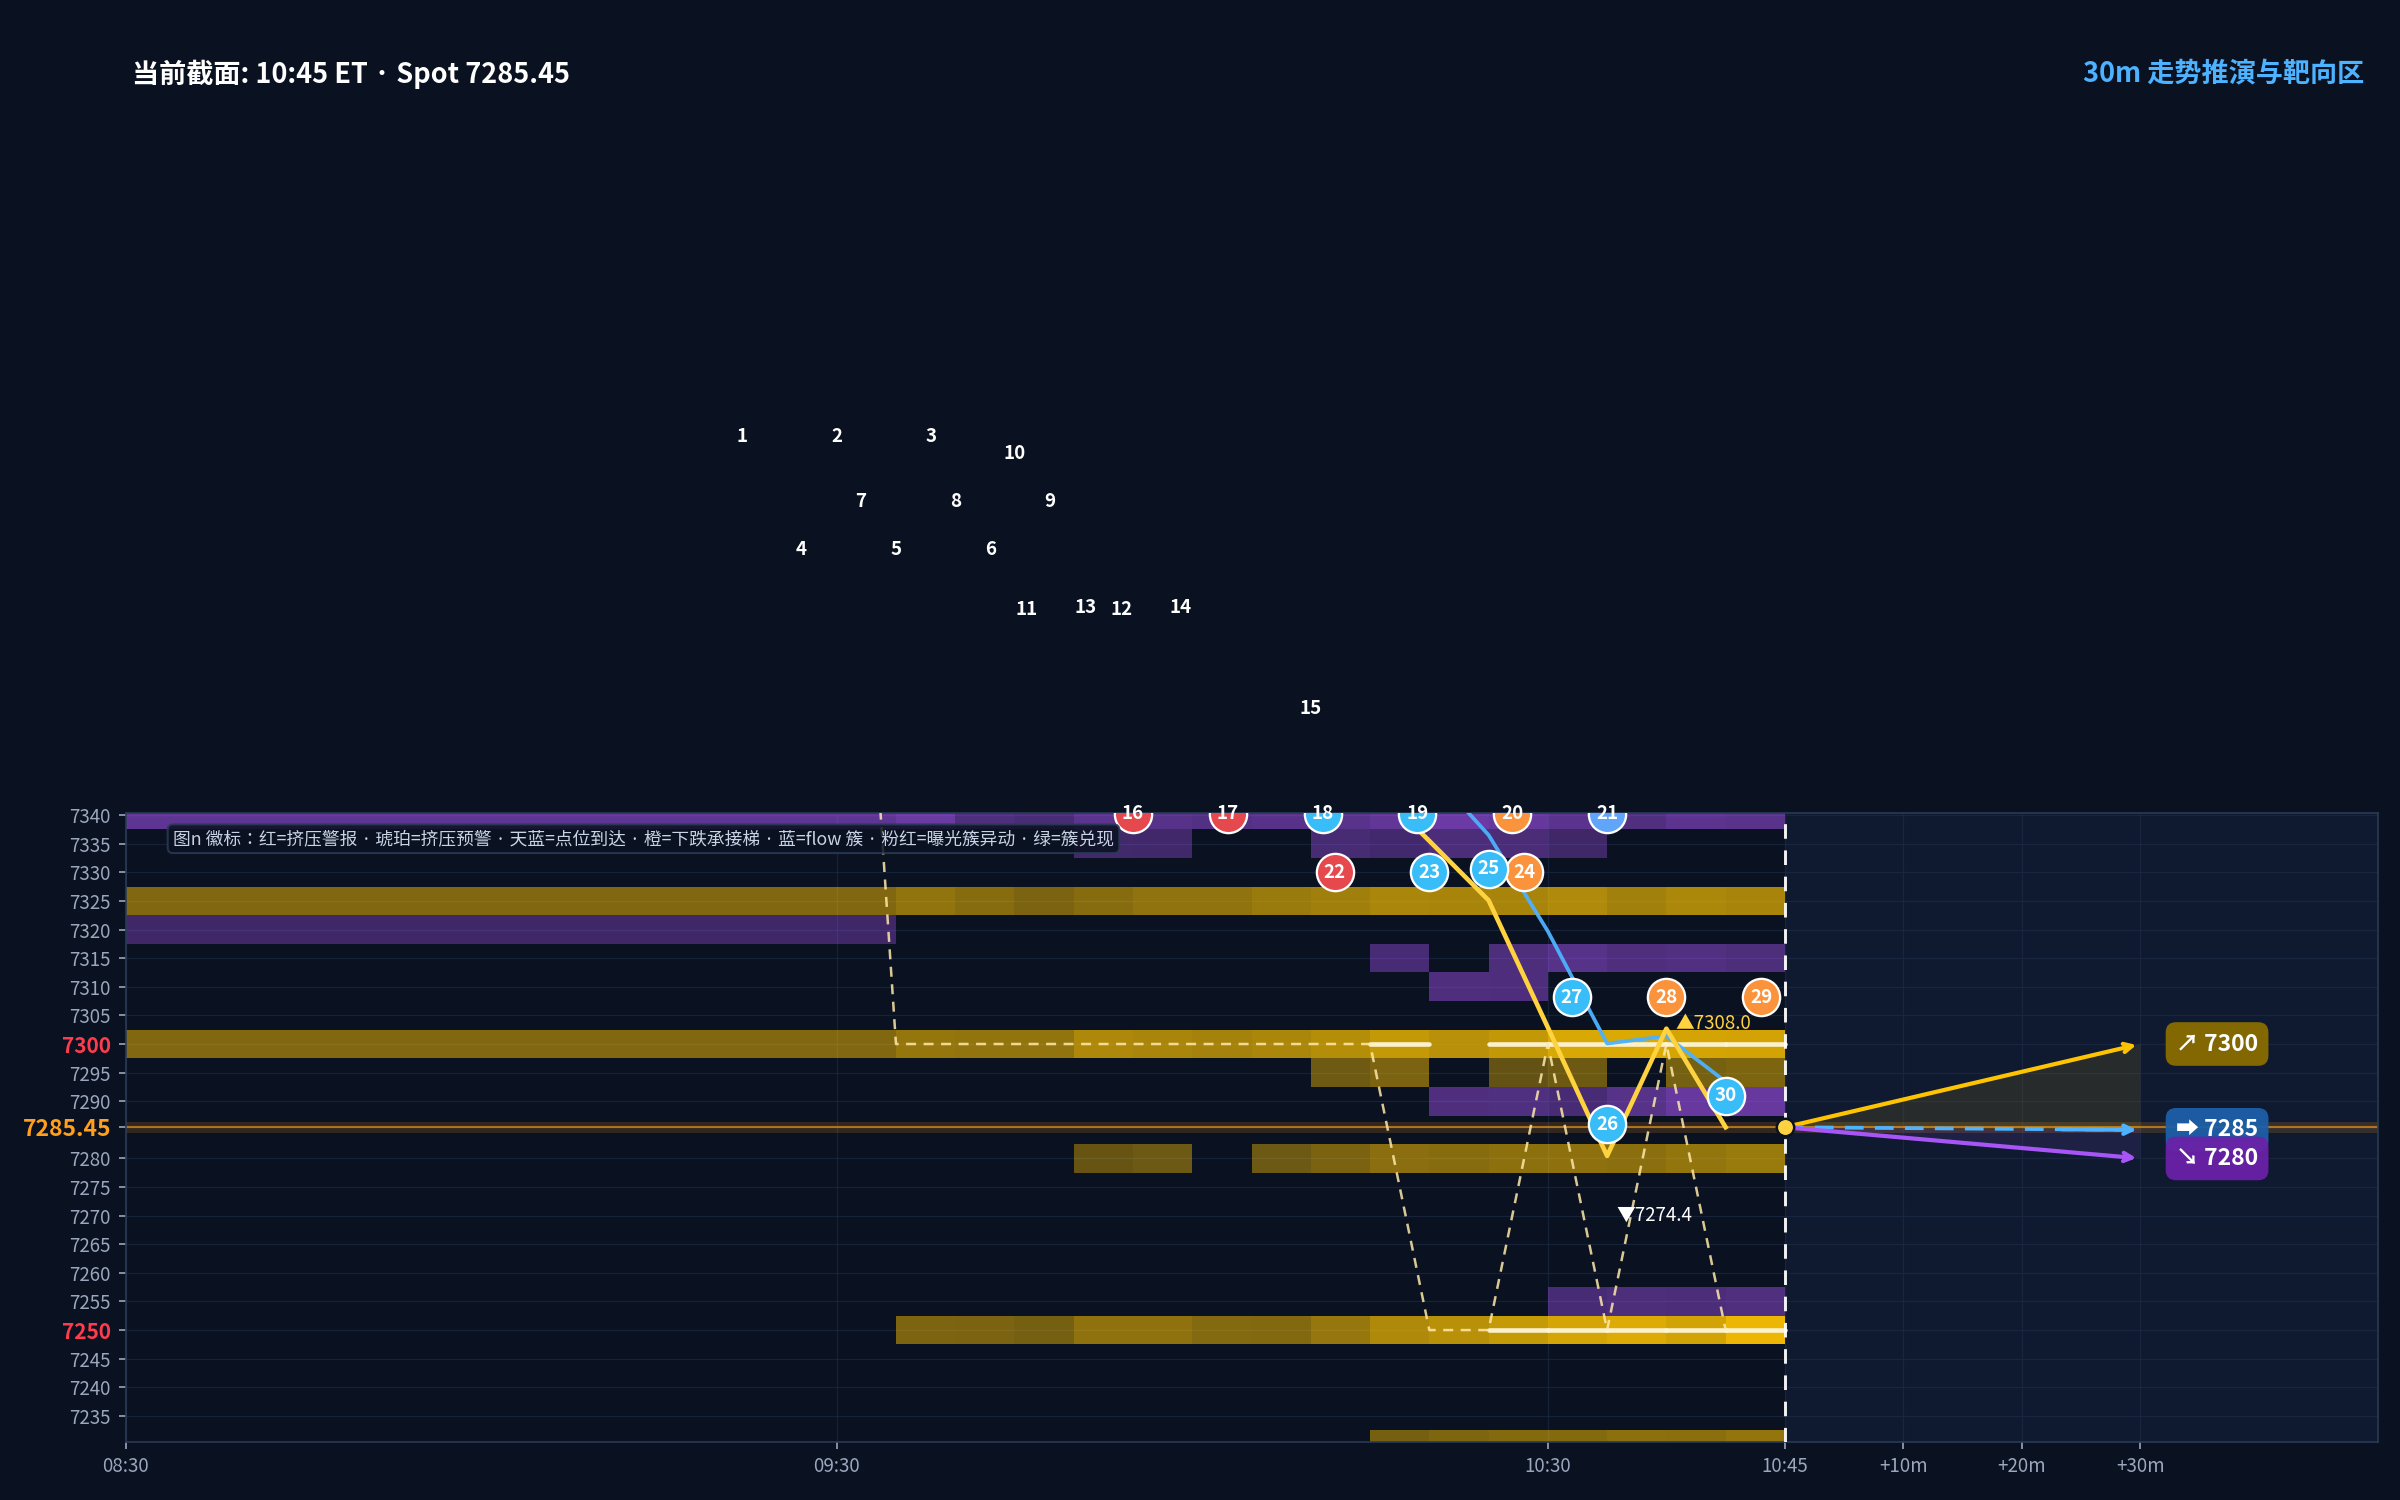 当前截面: 10:45 ET · Spot 7285.45
30m 走势推演与靶向区
1 2 3
10
7 8 9
4 5 6
11 13 12 14
15
7340
16 17 18 19 20 21
图n 徽标：红=挤压警报 · 琥珀=挤压预警 · 天蓝=点位到达 · 橙=下跌承接梯 · 蓝=flow 簇 · 粉红=曝光簇异动 · 绿=簇兑现
7335
7330
22 23 25 24
7325
7320
7315
7310
27 28 29
7305
▲7308.0
7300
↗ 7300
7295
7290
30
7285.45
26
➡ 7285
7280
↘ 7280
7275
7270
▼7274.4
7265
7260
7255
7250
7245
7240
7235
08:30 09:30 10:30 10:45 +10m +20m +30m